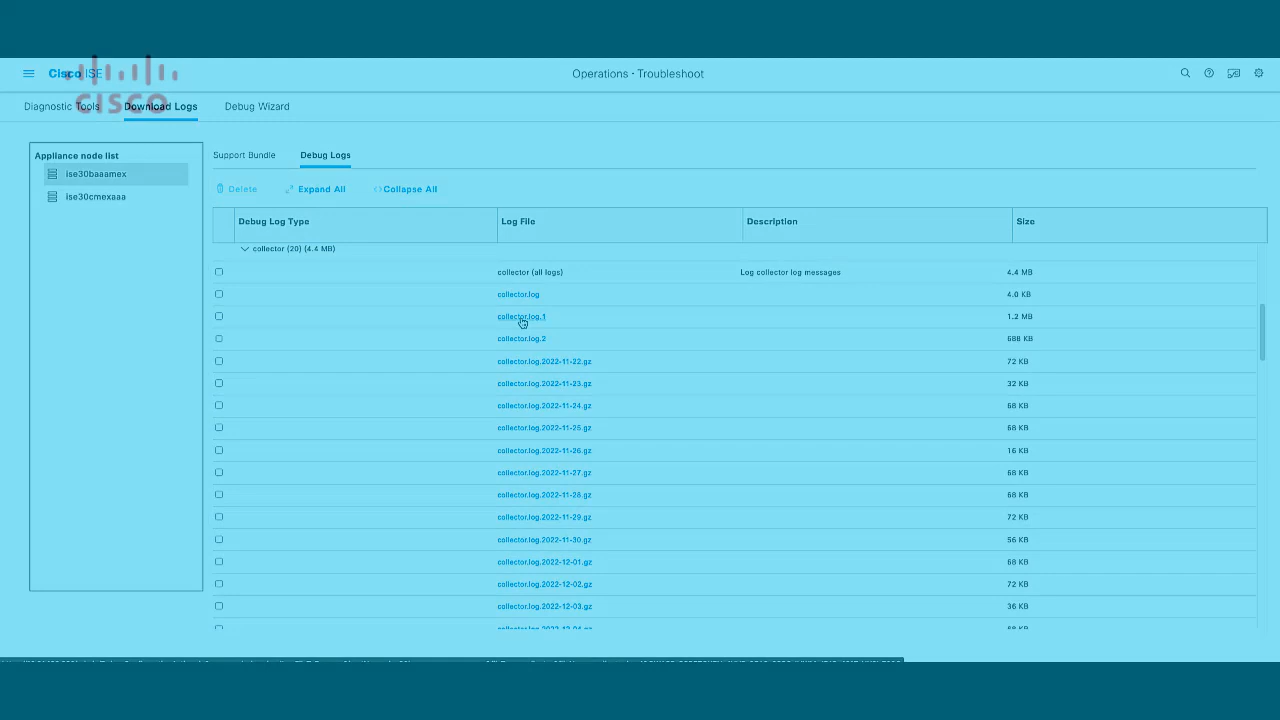 Cisco ISE
Operations · Troubleshoot
CISCO
Diagnostic Tools
Download Logs
Debug Wizard
Appliance node list
ise30baaamex
ise30cmexaaa
Support Bundle
Debug Logs
Delete
Expand All
Collapse All
Debug Log Type
Log File
Description
Size
collector (20) (4.4 MB)
collector (all logs) Log collector log messages 4.4 MB
collector.log 4.0 KB
collector.log.1 1.2 MB
collector.log.2 688 KB
collector.log.2022-11-22.gz 72 KB
collector.log.2022-11-23.gz 32 KB
collector.log.2022-11-24.gz 68 KB
collector.log.2022-11-25.gz 68 KB
collector.log.2022-11-26.gz 16 KB
collector.log.2022-11-27.gz 68 KB
collector.log.2022-11-28.gz 68 KB
collector.log.2022-11-29.gz 72 KB
collector.log.2022-11-30.gz 56 KB
collector.log.2022-12-01.gz 68 KB
collector.log.2022-12-02.gz 72 KB
collector.log.2022-12-03.gz 36 KB